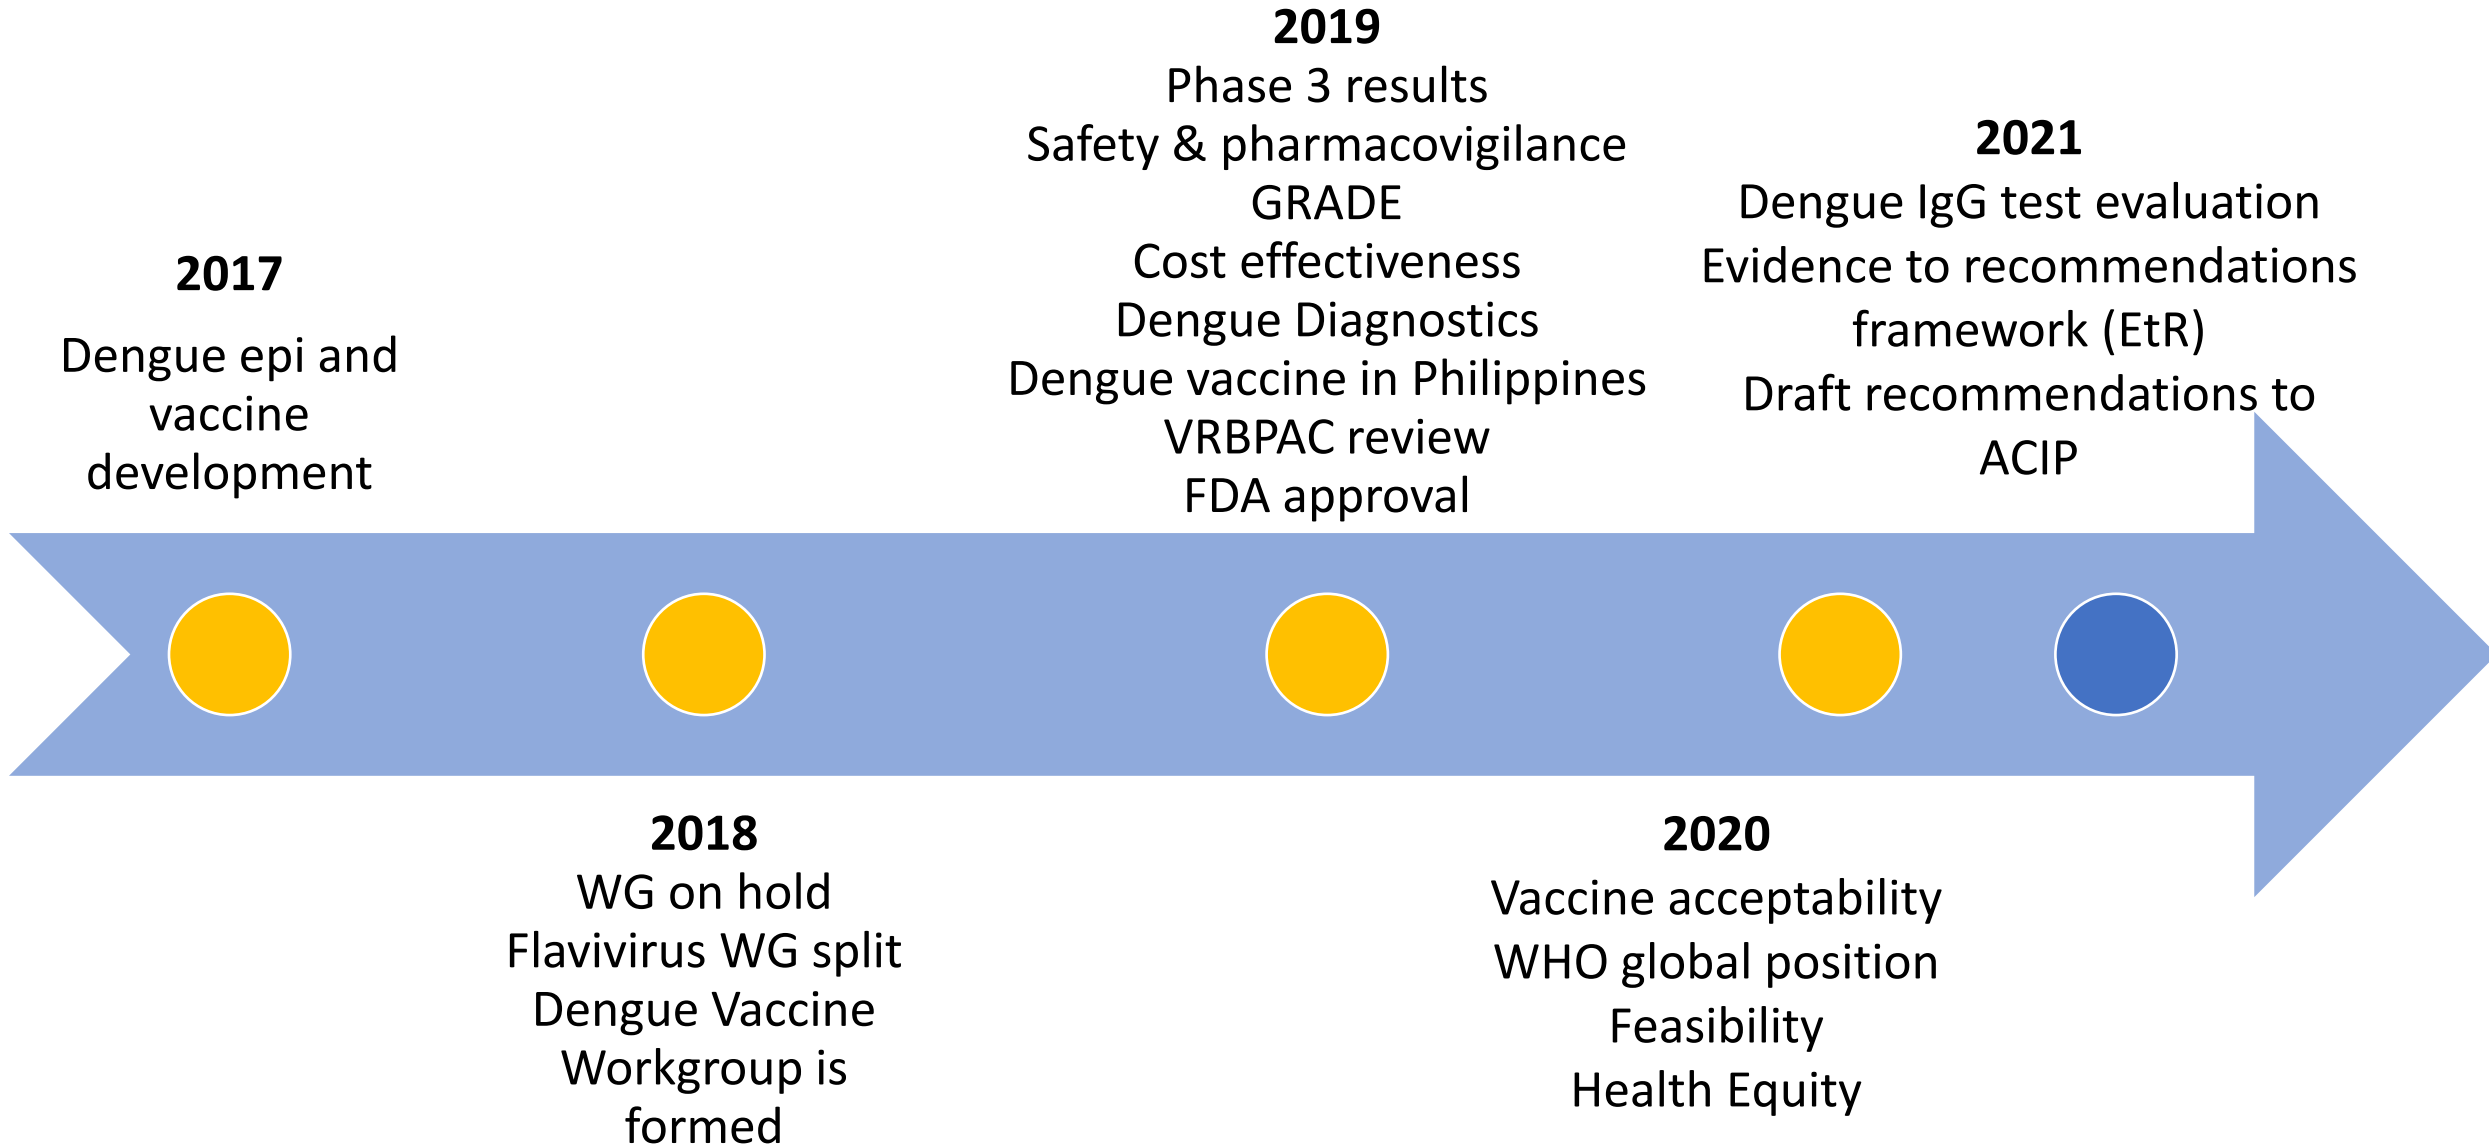 2017
Dengue epi and
vaccine
development
2018
WG on hold
Flavivirus WG split
Dengue Vaccine
Workgroup is
formed
2019
Phase 3 results
Safety & pharmacovigilance
GRADE
Cost effectiveness
Dengue Diagnostics
Dengue vaccine in Philippines
VRBPAC review
FDA approval
2020
Vaccine acceptability
WHO global position
Feasibility
Health Equity
2021
Dengue IgG test evaluation
Evidence to recommendations
framework (EtR)
Draft recommendations to
ACIP